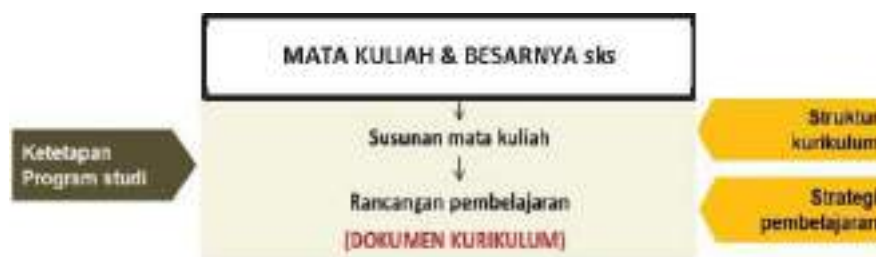 MATA KULIAH & BESARNYA sks
Susunan mata kuliah
Ketetapan
Program studi
Struktur
kurikulum
Rancangan pembelajaran
(DOKUMEN KURIKULUM)
Strategi
pembelajaran